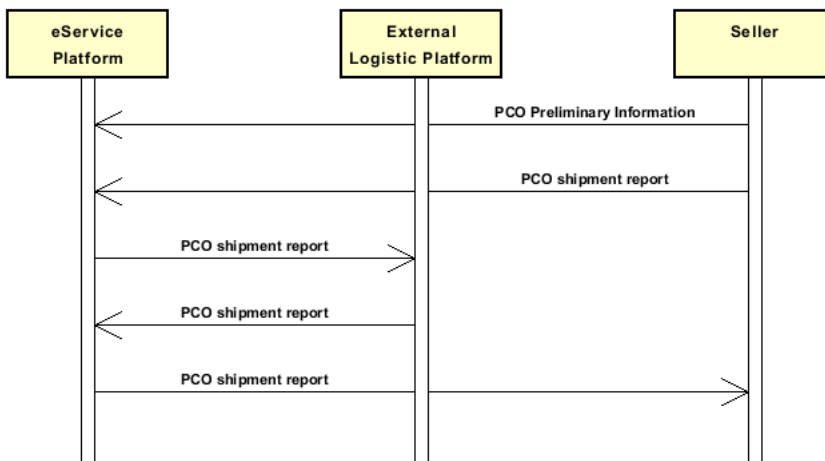 eService
Platform
External
Logistic Platform
Seller
PCO Preliminary Information
PCO shipment report
PCO shipment report
PCO shipment report
PCO shipment report